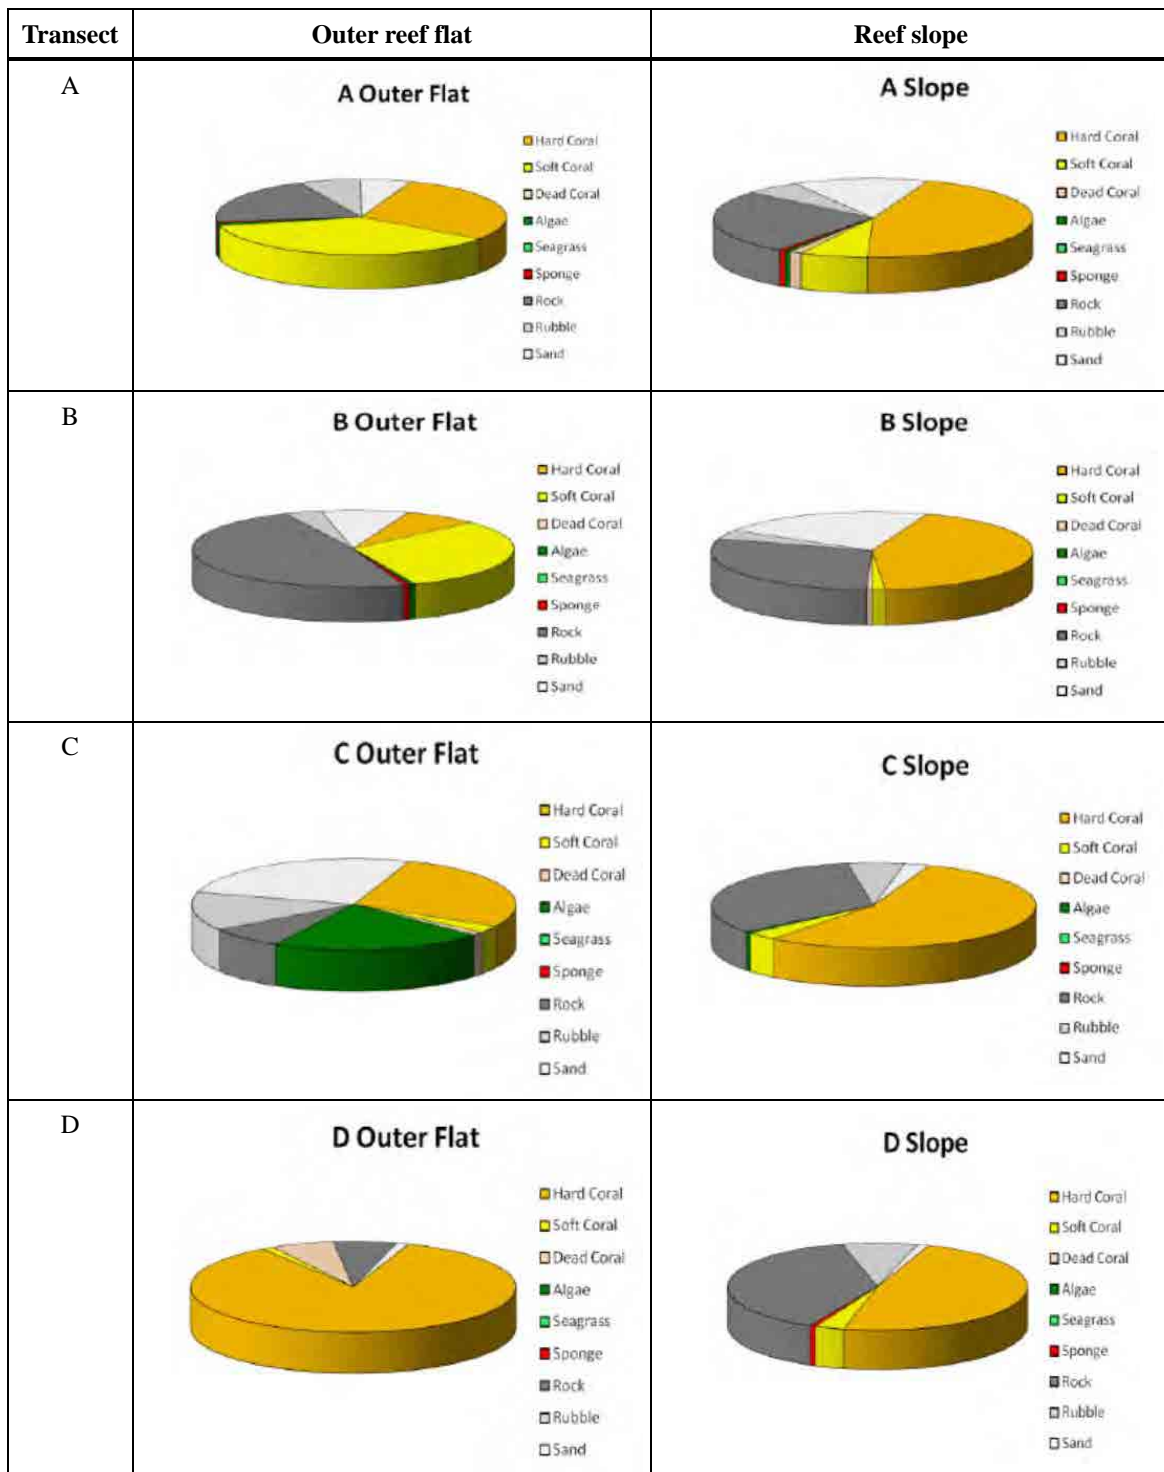 Transect Outer reef flat Reef slope
A
A Outer Flat
Hard Coral
Soft Coral
Dead Coral
Algae
Seagrass
Sponge
Rock
Rubble
Sand
A Slope
Hard Coral
Soft Coral
Dead Coral
Algae
Seagrass
Sponge
Rock
Rubble
Sand
B
B Outer Flat
Hard Coral
Soft Coral
Dead Coral
Algae
Seagrass
Sponge
Rock
Rubble
Sand
B Slope
Hard Coral
Soft Coral
Dead Coral
Algae
Seagrass
Sponge
Rock
Rubble
Sand
C
C Outer Flat
Hard Coral
Soft Coral
Dead Coral
Algae
Seagrass
Sponge
Rock
Rubble
Sand
C Slope
Hard Coral
Soft Coral
Dead Coral
Algae
Seagrass
Sponge
Rock
Rubble
Sand
D
D Outer Flat
Hard Coral
Soft Coral
Dead Coral
Algae
Seagrass
Sponge
Rock
Rubble
Sand
D Slope
Hard Coral
Soft Coral
Dead Coral
Algae
Seagrass
Sponge
Rock
Rubble
Sand